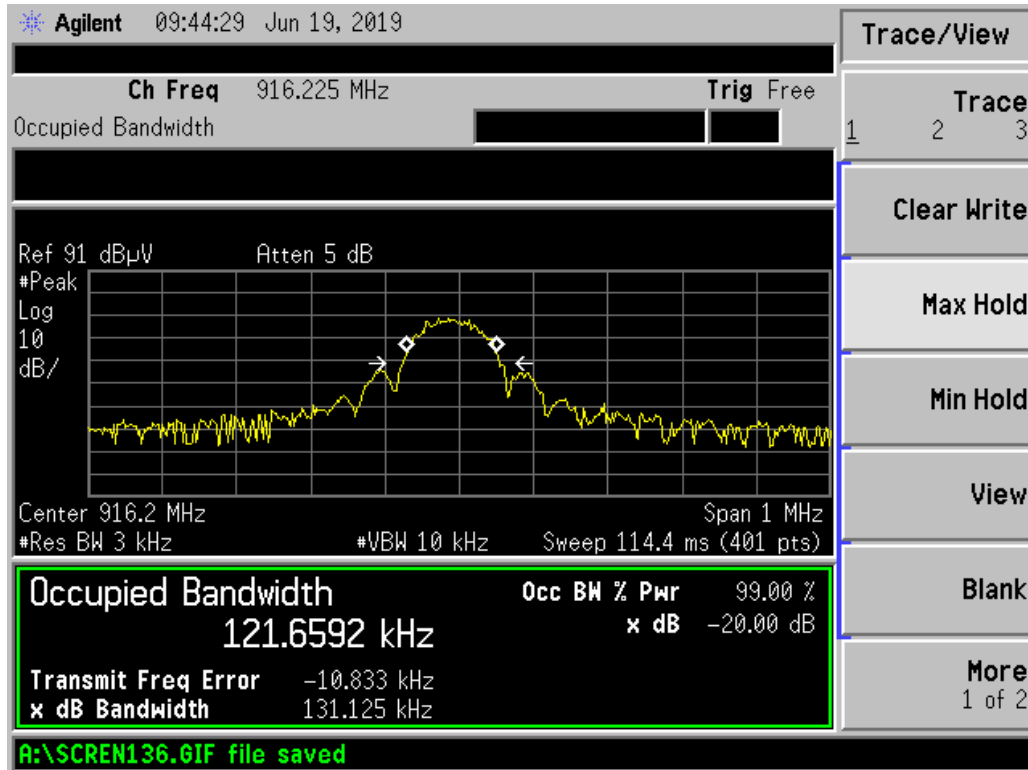 Agilent 09:44:29 Jun 19, 2019
Ch Freq 916.225 MHz Trig Free
Occupied Bandwidth
Ref 91 dBµV Atten 5 dB
#Peak
Log
10
dB/
Center 916.2 MHz Span 1 MHz
#Res BW 3 kHz #VBW 10 kHz Sweep 114.4 ms (401 pts)
Occupied Bandwidth Occ BW % Pwr 99.00 %
121.6592 kHz x dB -20.00 dB
Transmit Freq Error -10.833 kHz
x dB Bandwidth 131.125 kHz
A:\SCREN136.GIF file saved
Trace/View
Trace
1 2 3
Clear Write
Max Hold
Min Hold
View
Blank
More
1 of 2